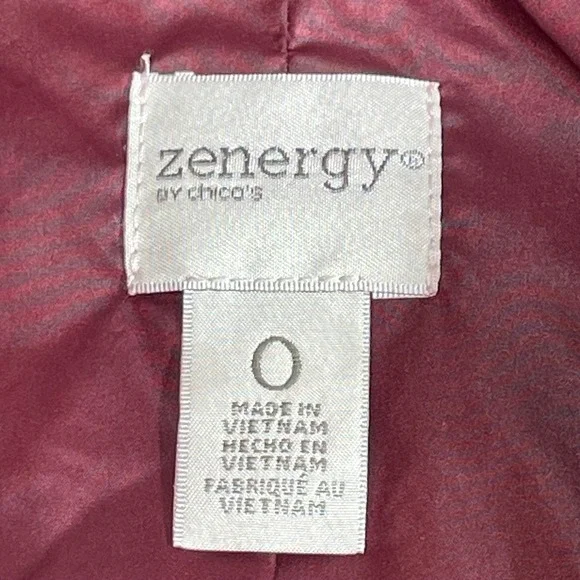 zenergy®
BY chico's
0
MADE IN
VIETNAM
HECHO EN
VIETNAM
FABRIQUÉ AU
VIETNAM